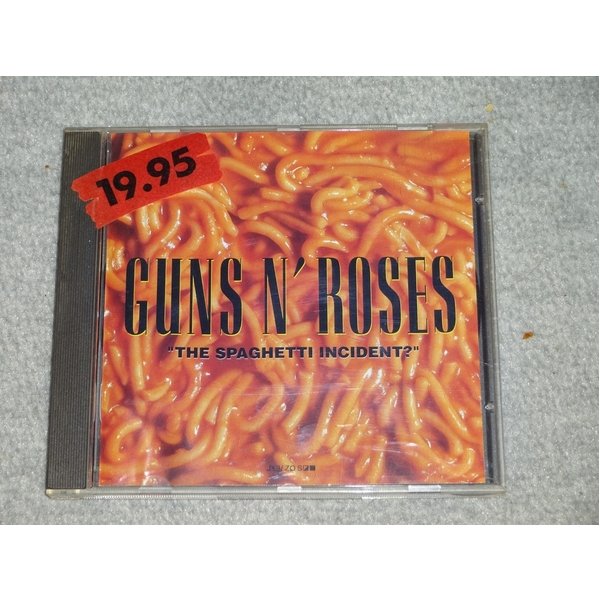 19.95
GUNS N' ROSES
"THE SPAGHETTI INCIDENT?"